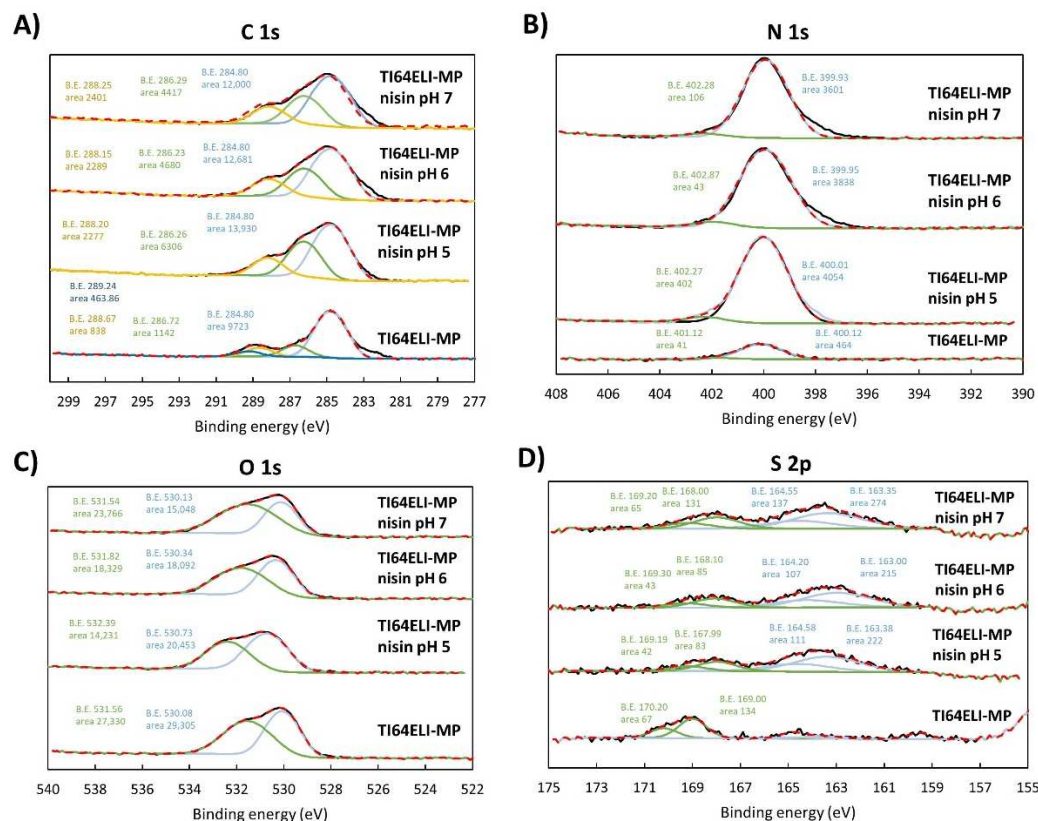 A)
C 1s
B.E. 288.25
area 2401
B.E. 286.29
area 4417
B.E. 284.80
area 12,000
TI64ELI-MP
nisin pH 7
B.E. 288.15
area 2289
B.E. 286.23
area 4680
B.E. 284.80
area 12,681
TI64ELI-MP
nisin pH 6
B.E. 288.20
area 2277
B.E. 286.26
area 6306
B.E. 284.80
area 13,930
TI64ELI-MP
nisin pH 5
B.E. 289.24
area 463.86
B.E. 288.67
area 838
B.E. 286.72
area 1142
B.E. 284.80
area 9723
TI64ELI-MP
299 297 295 293 291 289 287 285 283 281 279 277
Binding energy (eV)
B)
N 1s
B.E. 402.28
area 106
B.E. 399.93
area 3601
TI64ELI-MP
nisin pH 7
B.E. 402.87
area 43
B.E. 399.95
area 3838
TI64ELI-MP
nisin pH 6
B.E. 402.27
area 402
B.E. 400.01
area 4054
TI64ELI-MP
nisin pH 5
B.E. 401.12
area 41
B.E. 400.12
area 464
TI64ELI-MP
408 406 404 402 400 398 396 394 392 390
Binding energy (eV)
C)
O 1s
B.E. 531.54
area 23,766
B.E. 530.13
area 15,048
TI64ELI-MP
nisin pH 7
B.E. 531.82
area 18,329
B.E. 530.34
area 18,092
TI64ELI-MP
nisin pH 6
B.E. 532.39
area 14,231
B.E. 530.73
area 20,453
TI64ELI-MP
nisin pH 5
B.E. 531.56
area 27,330
B.E. 530.08
area 29,305
TI64ELI-MP
540 538 536 534 532 530 528 526 524 522
Binding energy (eV)
D)
S 2p
B.E. 169.20
area 65
B.E. 168.00
area 131
B.E. 164,55
area 137
B.E. 163.35
area 274
TI64ELI-MP
nisin pH 7
B.E. 169.30
area 43
B.E. 168.10
area 85
B.E. 164.20
area 107
B.E. 163.00
area 215
TI64ELI-MP
nisin pH 6
B.E. 169.19
area 42
B.E. 167.99
area 83
B.E. 164.58
area 111
B.E. 163.38
area 222
TI64ELI-MP
nisin pH 5
B.E. 170.20
area 67
B.E. 169.00
area 134
TI64ELI-MP
175 173 171 169 167 165 163 161 159 157 155
Binding energy (eV)